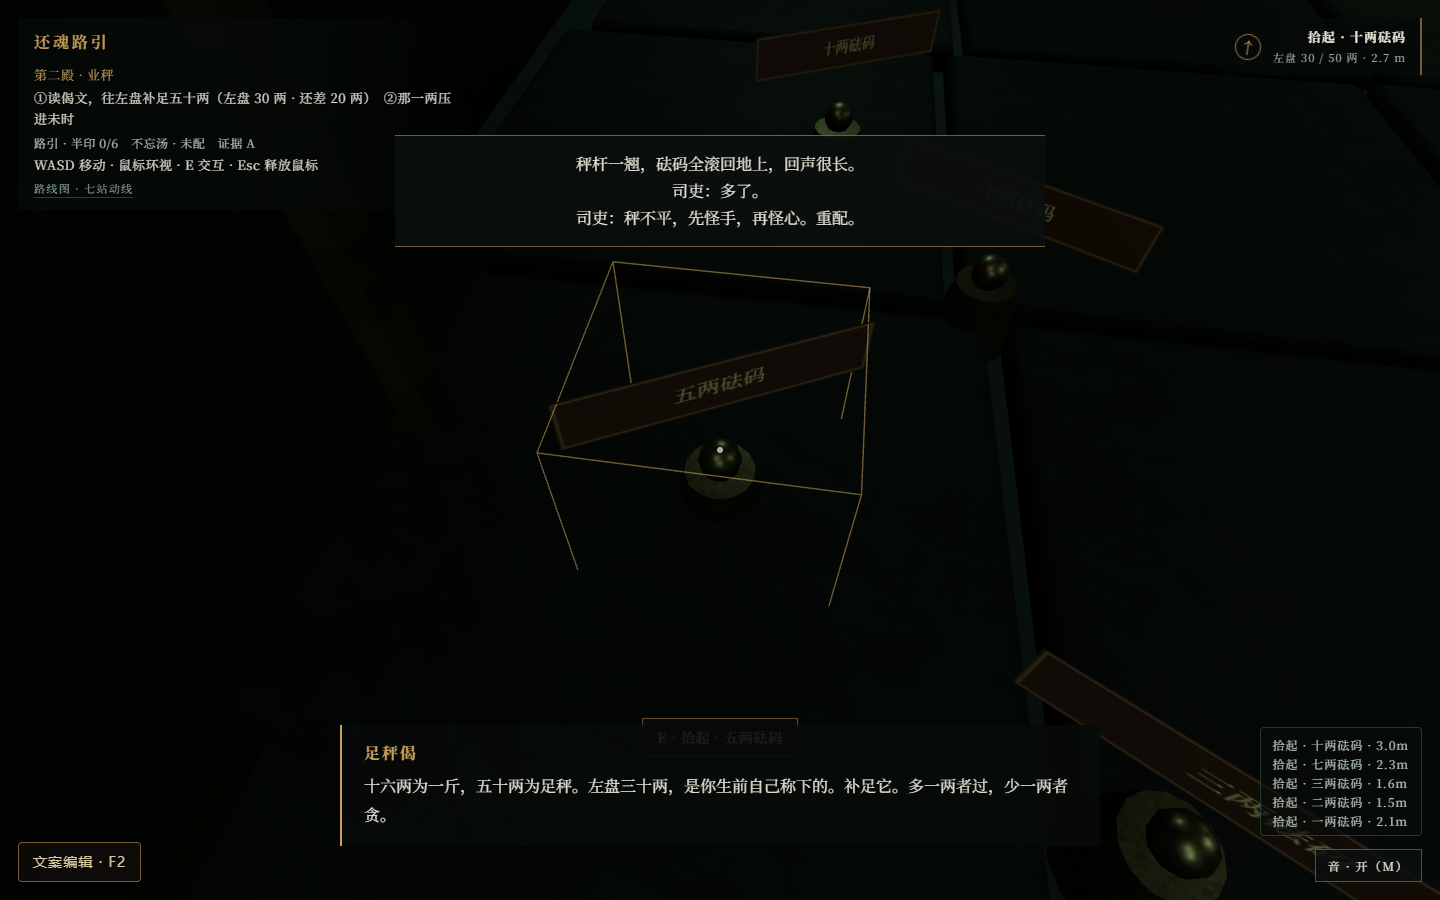 还魂路引
第二殿 · 业秤
①读偈文，往左盘补足五十两（左盘 30 两 · 还差 20 两） ②那一两压
进未时
路引 · 半印 0/6 不忘汤 · 未配 证据 A
WASD 移动 · 鼠标环视 · E 交互 · Esc 释放鼠标
路线图 · 七站动线
十两砝码
拾起 · 十两砝码
左盘 30 / 50 两 · 2.7 m
秤杆一翘，砝码全滚回地上，回声很长。
司吏：多了。
司吏：秤不平，先怪手，再怪心。重配。
七两砝码
五两砝码
E · 拾起 · 五两砝码
足秤偈
十六两为一斤，五十两为足秤。左盘三十两，是你生前自己称下的。补足它。多一两者过，少一两者
贪。
三两砝码
拾起 · 十两砝码 · 3.0m
拾起 · 七两砝码 · 2.3m
拾起 · 三两砝码 · 1.6m
拾起 · 二两砝码 · 1.5m
拾起 · 一两砝码 · 2.1m
文案编辑 · F2
音 · 开（M）